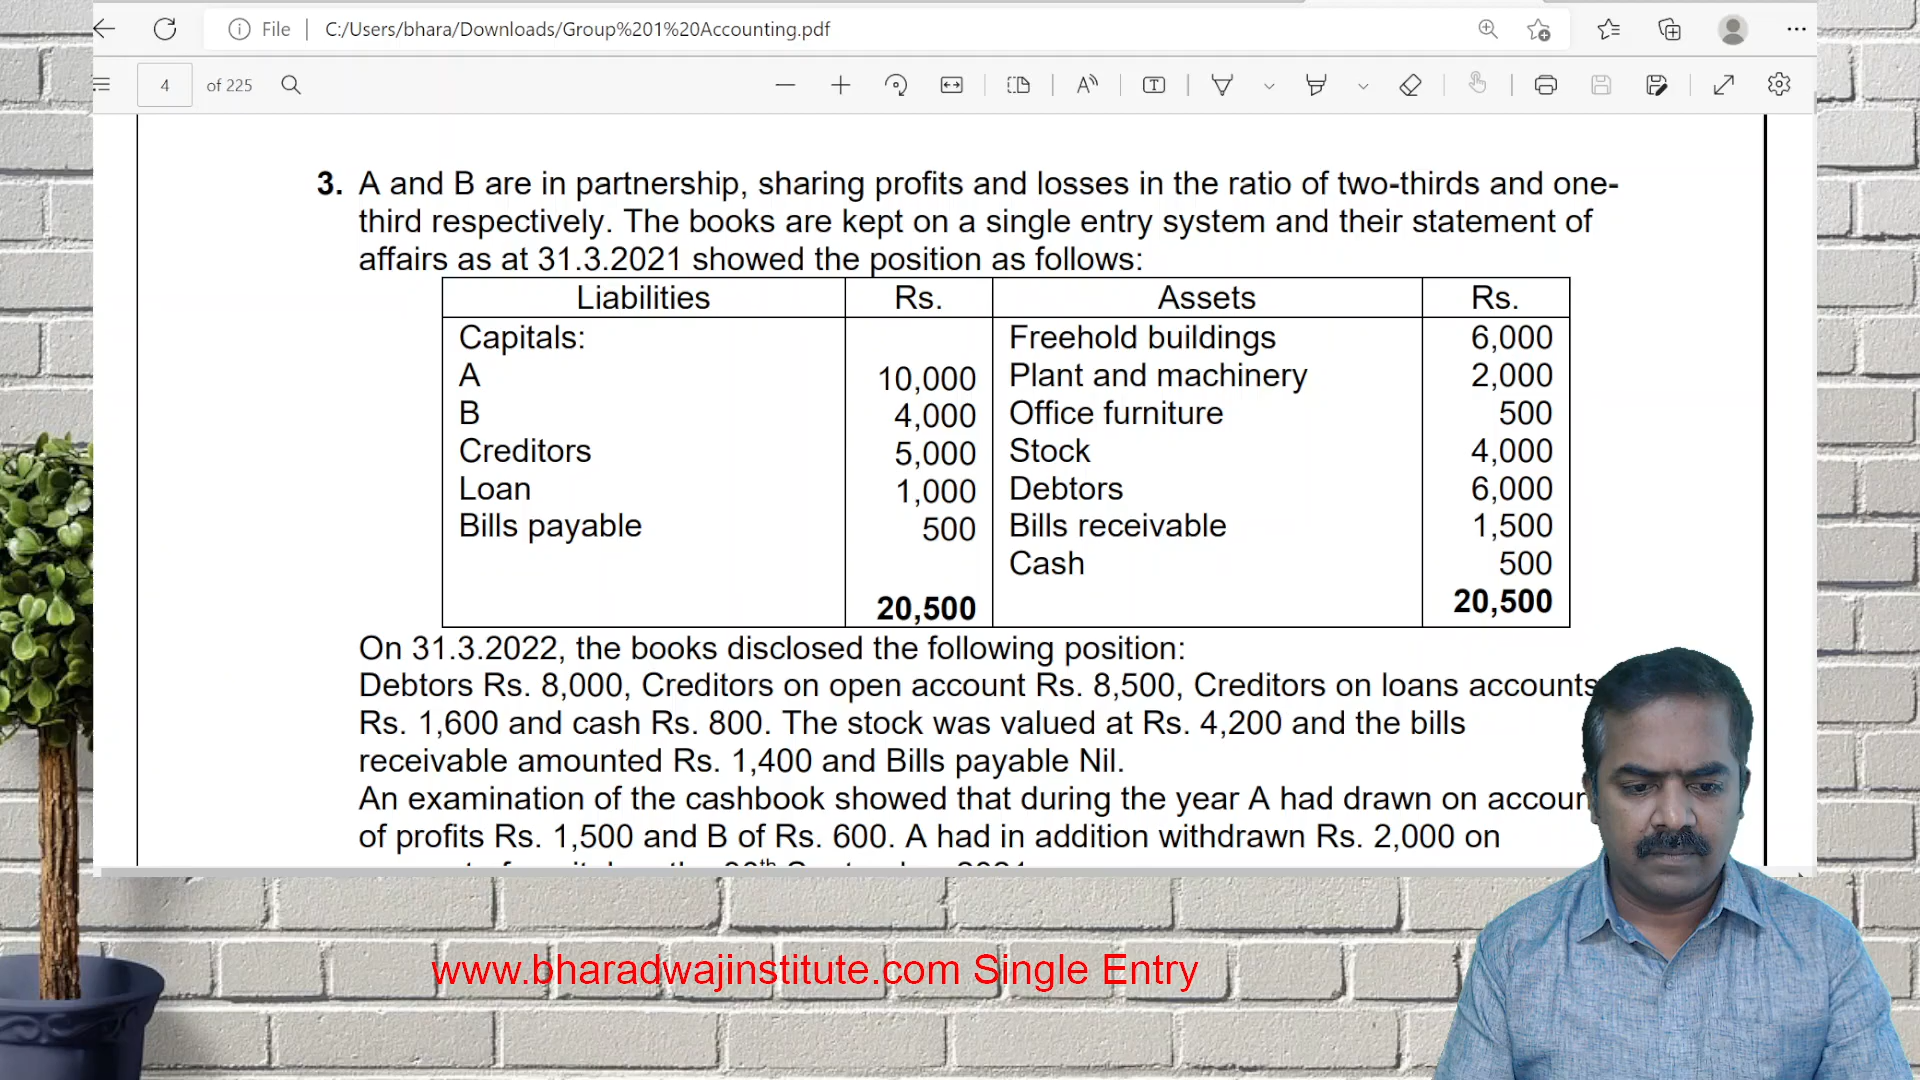 File
C:/Users/bhara/Downloads/Group%201%20Accounting.pdf
4 of 225
3. A and B are in partnership, sharing profits and losses in the ratio of two-thirds and one-
third respectively. The books are kept on a single entry system and their statement of
affairs as at 31.3.2021 showed the position as follows:
Liabilities Rs. Assets Rs.
Capitals: Freehold buildings 6,000
A 10,000 Plant and machinery 2,000
B 4,000 Office furniture 500
Creditors 5,000 Stock 4,000
Loan 1,000 Debtors 6,000
Bills payable 500 Bills receivable 1,500
Cash 500
20,500 20,500
On 31.3.2022, the books disclosed the following position:
Debtors Rs. 8,000, Creditors on open account Rs. 8,500, Creditors on loans accounts
Rs. 1,600 and cash Rs. 800. The stock was valued at Rs. 4,200 and the bills
receivable amounted Rs. 1,400 and Bills payable Nil.
An examination of the cashbook showed that during the year A had drawn on accoun
of profits Rs. 1,500 and B of Rs. 600. A had in addition withdrawn Rs. 2,000 on
www.bharadwajinstitute.com Single Entry